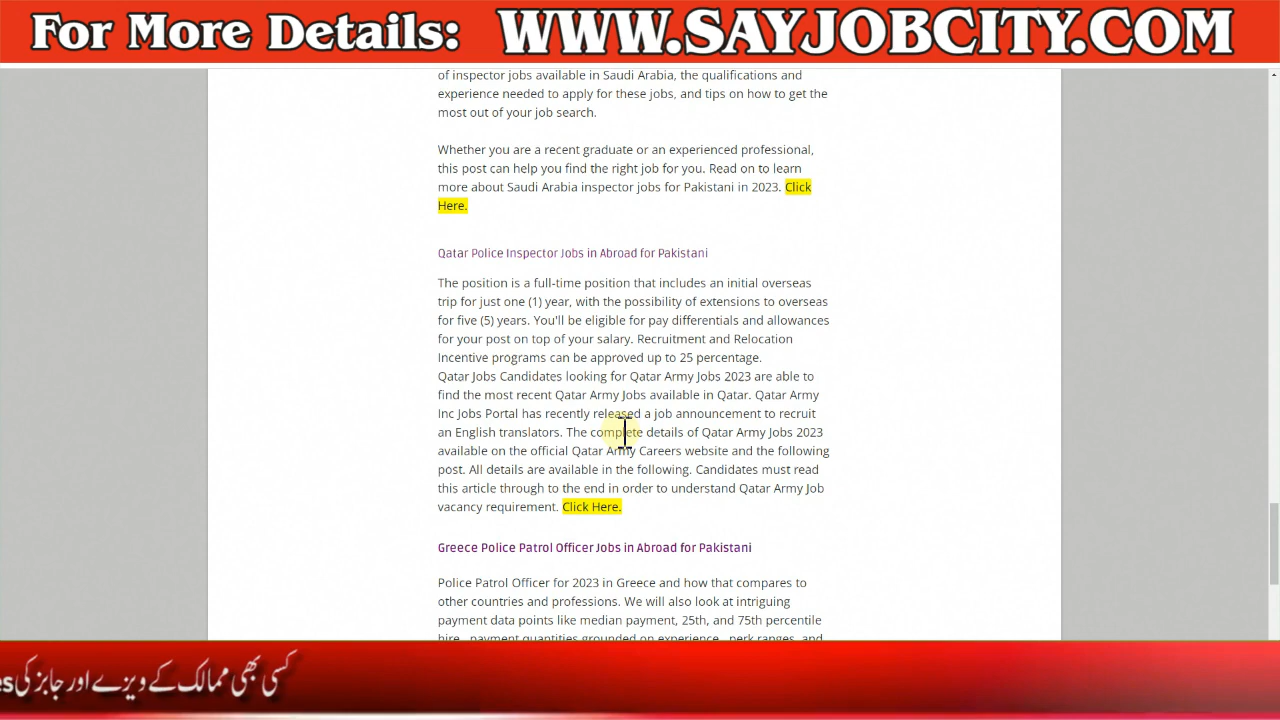 For More Details: WWW.SAYJOBCITY.COM
of inspector jobs available in Saudi Arabia, the qualifications and
experience needed to apply for these jobs, and tips on how to get the
most out of your job search.
Whether you are a recent graduate or an experienced professional,
this post can help you find the right job for you. Read on to learn
more about Saudi Arabia inspector jobs for Pakistani in 2023. Click
Here.
Qatar Police Inspector Jobs in Abroad for Pakistani
The position is a full-time position that includes an initial overseas
trip for just one (1) year, with the possibility of extensions to overseas
for five (5) years. You'll be eligible for pay differentials and allowances
for your post on top of your salary. Recruitment and Relocation
Incentive programs can be approved up to 25 percentage.
Qatar Jobs Candidates looking for Qatar Army Jobs 2023 are able to
find the most recent Qatar Army Jobs available in Qatar. Qatar Army
Inc Jobs Portal has recently released a job announcement to recruit
an English translators. The complete details of Qatar Army Jobs 2023
available on the official Qatar Army Careers website and the following
post. All details are available in the following. Candidates must read
this article through to the end in order to understand Qatar Army Job
vacancy requirement. Click Here.
Greece Police Patrol Officer Jobs in Abroad for Pakistani
Police Patrol Officer for 2023 in Greece and how that compares to
other countries and professions. We will also look at intriguing
payment data points like median payment, 25th, and 75th percentile
hire, payment quantities grounded on experience, perk ranges, and
کسی بھی ممالک کے ویزے اور جابز کی